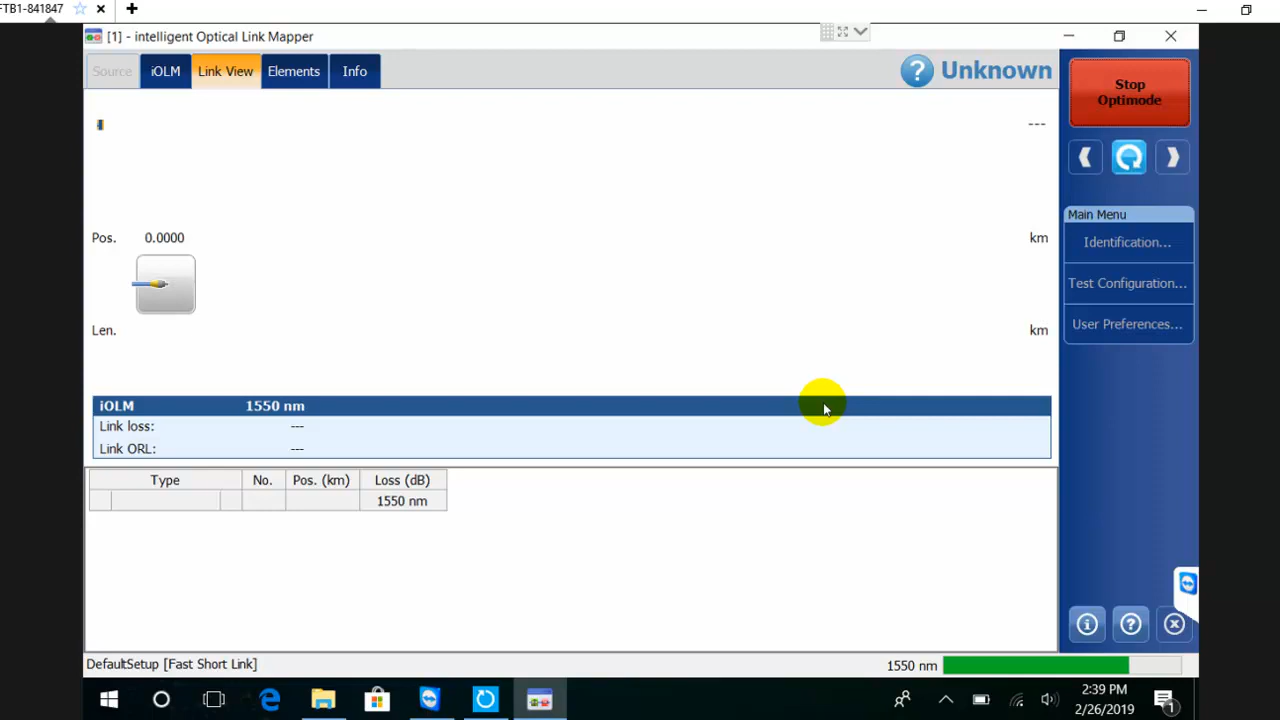 FTB1-841847
[1] - intelligent Optical Link Mapper
Source iOLM Link View Elements Info
? Unknown
Stop
Optimode
---
Main Menu
Identification...
Pos. 0.0000 km
Test Configuration...
User Preferences...
Len. km
iOLM 1550 nm
Link loss: ---
Link ORL: ---
Type No. Pos. (km) Loss (dB)
1550 nm
DefaultSetup [Fast Short Link] 1550 nm
2:39 PM
2/26/2019
1